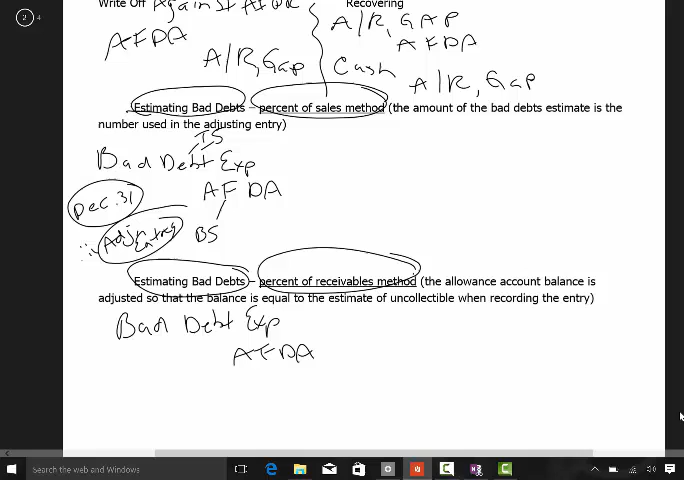 Write Off Against AFDA
Recovering
AFDA
A/R, Gap
A/R, GAP
AFDA
Cash
A/R, Gap
Estimating Bad Debts – percent of sales method (the amount of the bad debts estimate is the
number used in the adjusting entry)
IS
Bad Debt Exp
AFDA
Dec. 31
Adj. Entries
BS
Estimating Bad Debts – percent of receivables method (the allowance account balance is
adjusted so that the balance is equal to the estimate of uncollectible when recording the entry)
Bad Debt Exp
AFDA
2 4
Search the web and Windows